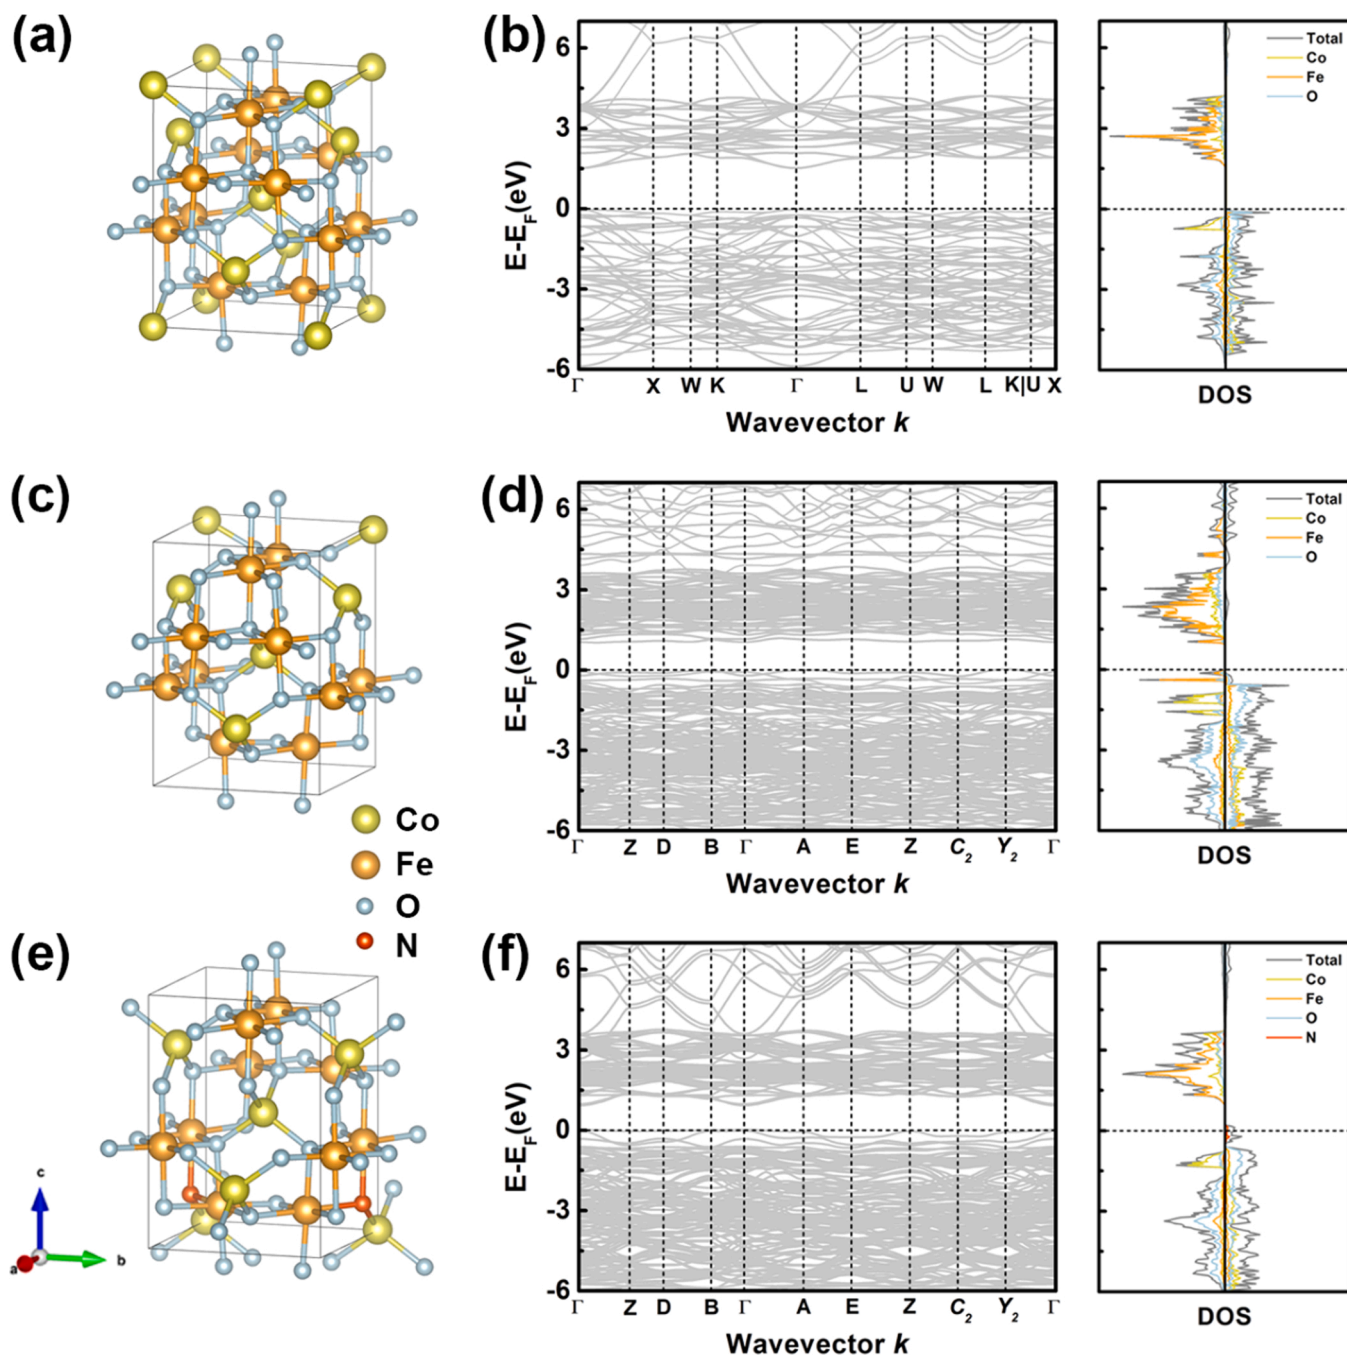 (a)
(b)
6
3
0
-3
-6
E-E_F(eV)
Γ X W K Γ L U W L K|U X
Wavevector k
Total
Co
Fe
O
DOS
(c)
(d)
6
3
0
-3
-6
E-E_F(eV)
Γ Z D B Γ A E Z C_2 Y_2 Γ
Wavevector k
Total
Co
Fe
O
DOS
Co
Fe
O
N
(e)
c
a
b
(f)
6
3
0
-3
-6
E-E_F(eV)
Γ Z D B Γ A E Z C_2 Y_2 Γ
Wavevector k
Total
Co
Fe
O
N
DOS